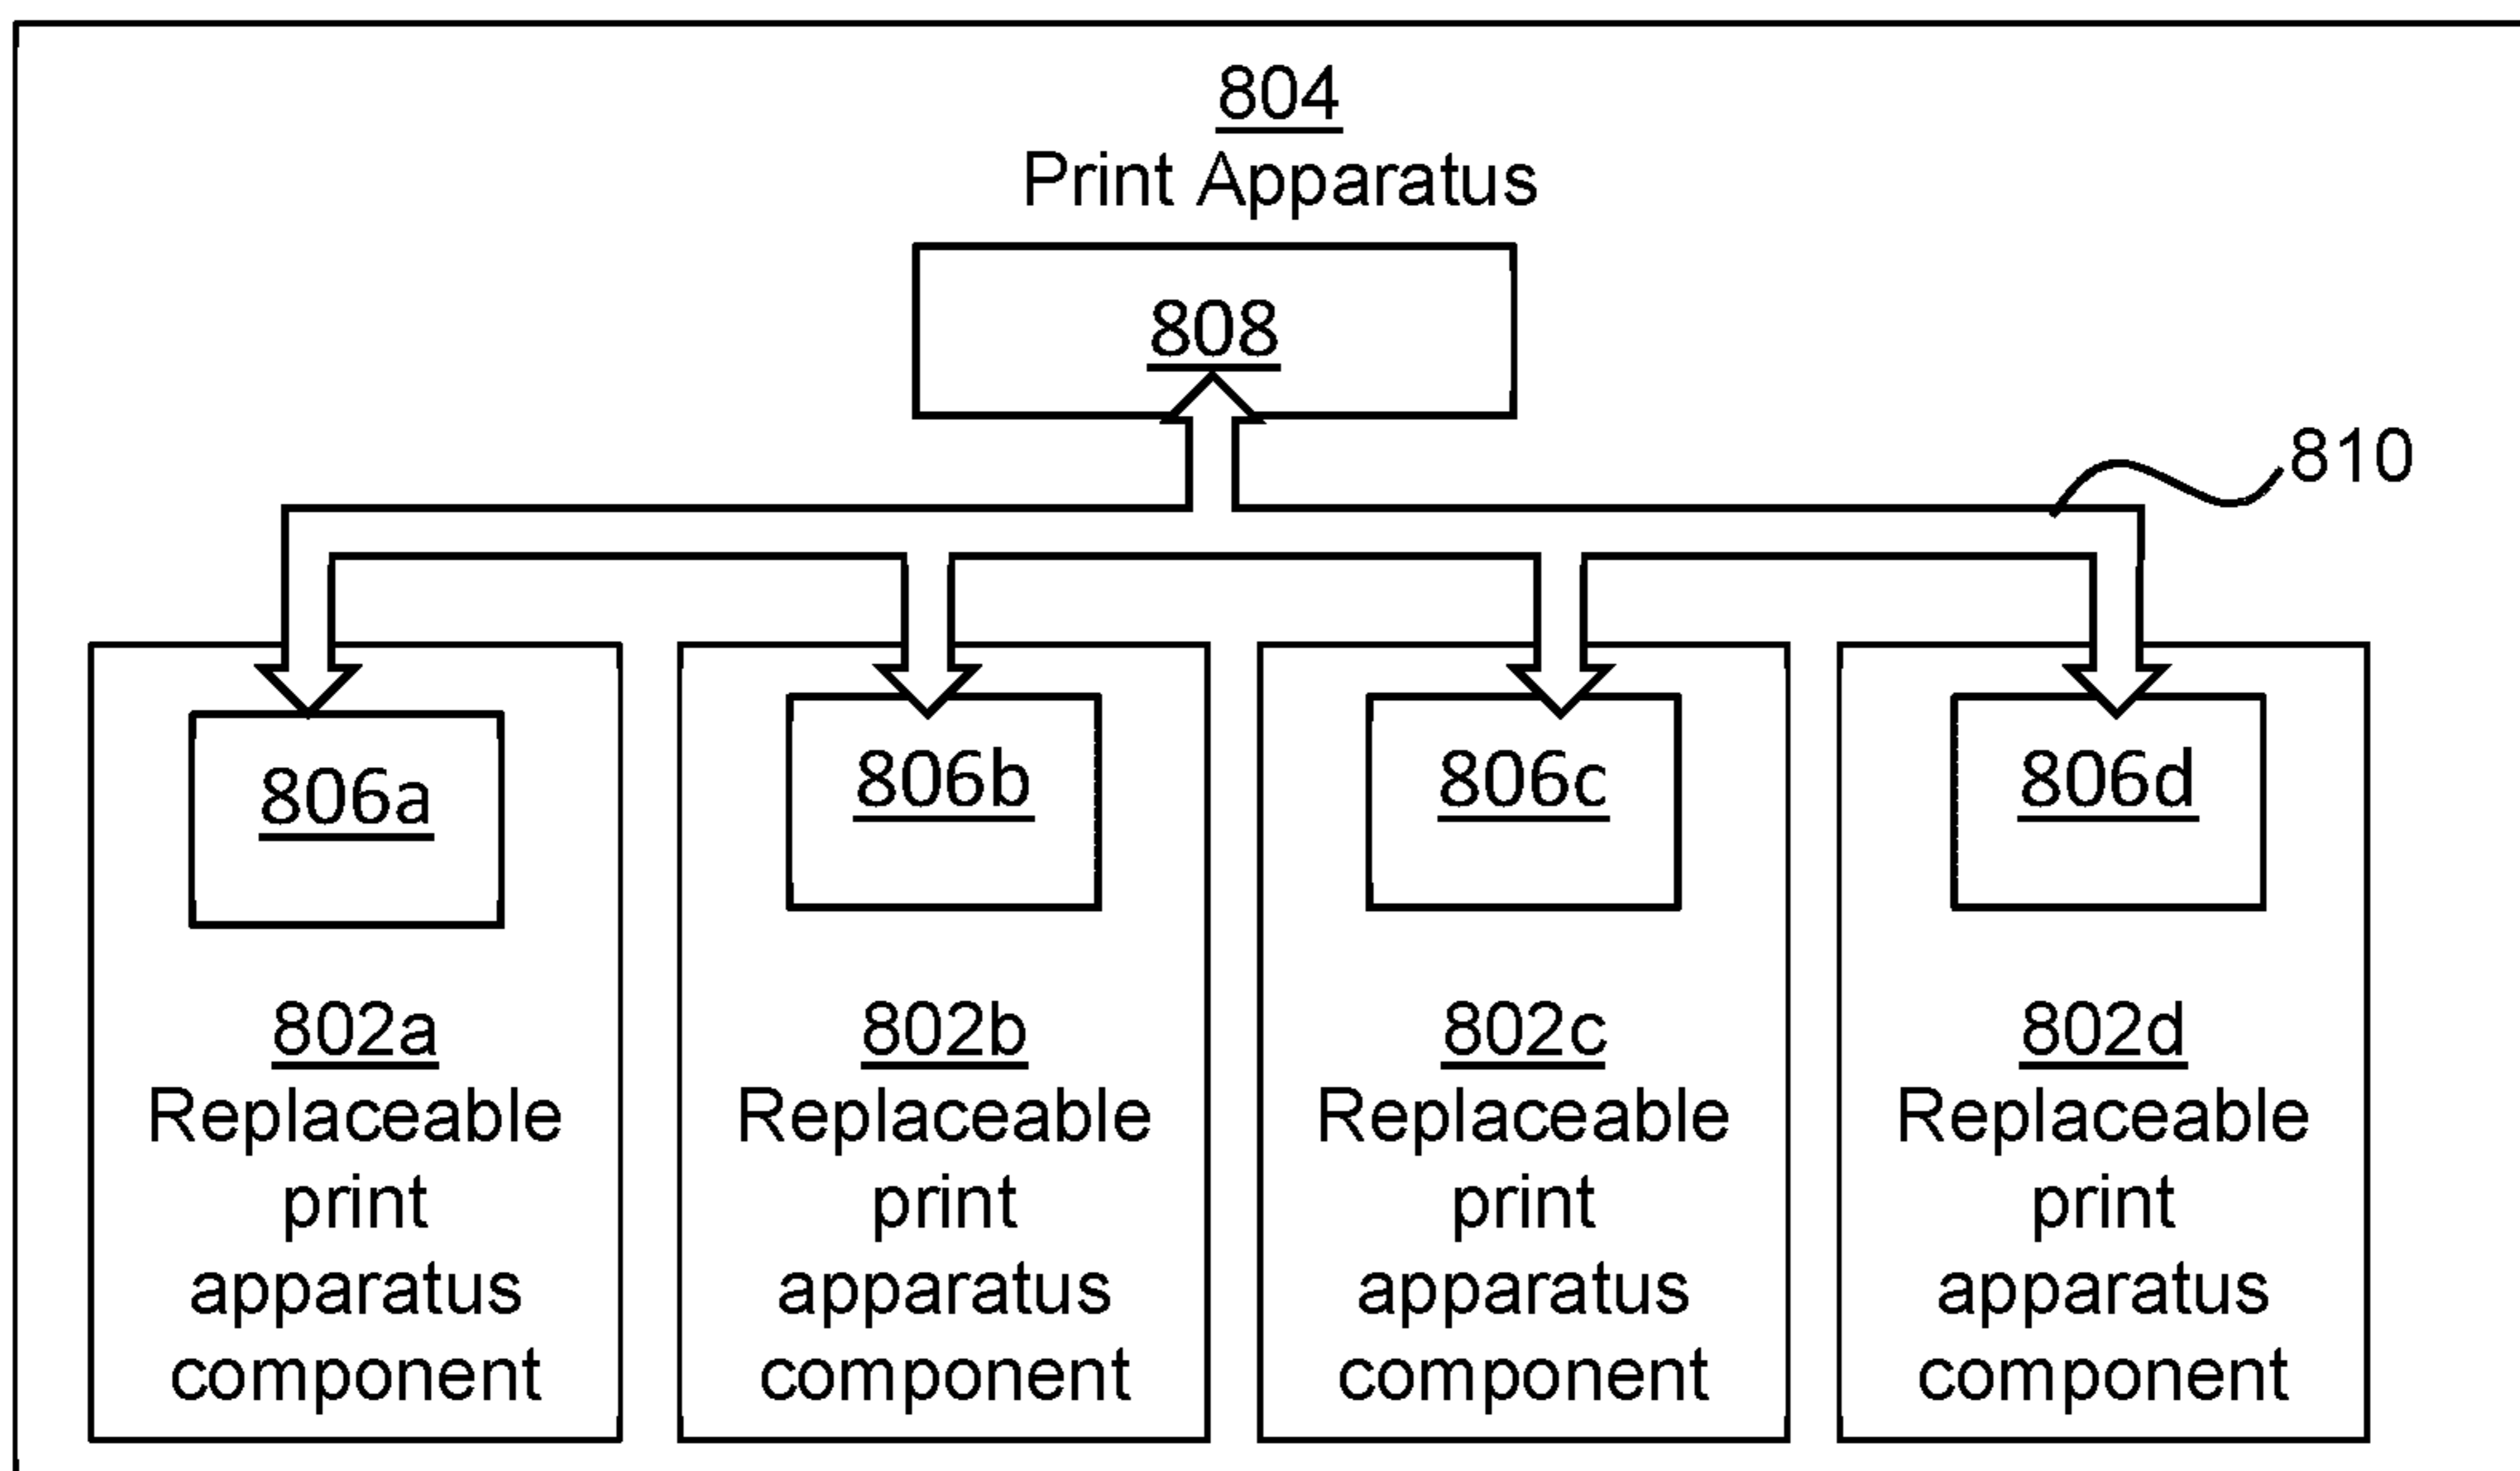 804
Print Apparatus
808
810
806a
806b
806c
806d
802a
Replaceable
print
apparatus
component
802b
Replaceable
print
apparatus
component
802c
Replaceable
print
apparatus
component
802d
Replaceable
print
apparatus
component